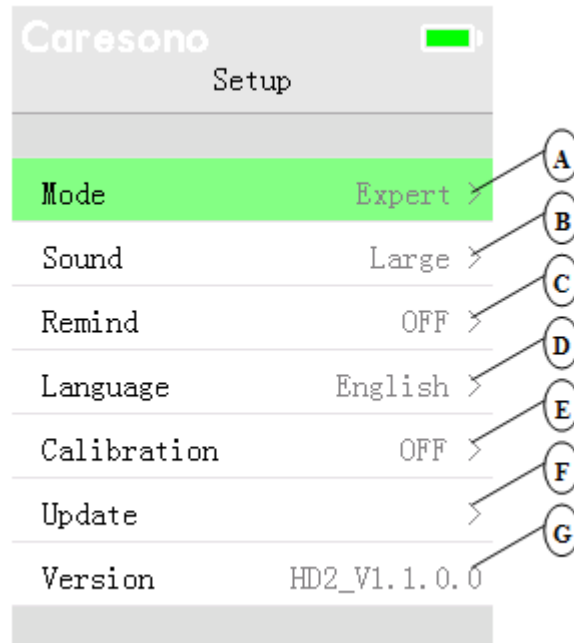 Caresono
Setup
Mode Expert > A
Sound Large > B
Remind OFF > C
Language English > D
Calibration OFF > E
Update > F
Version HD2_V1.1.0.0 G